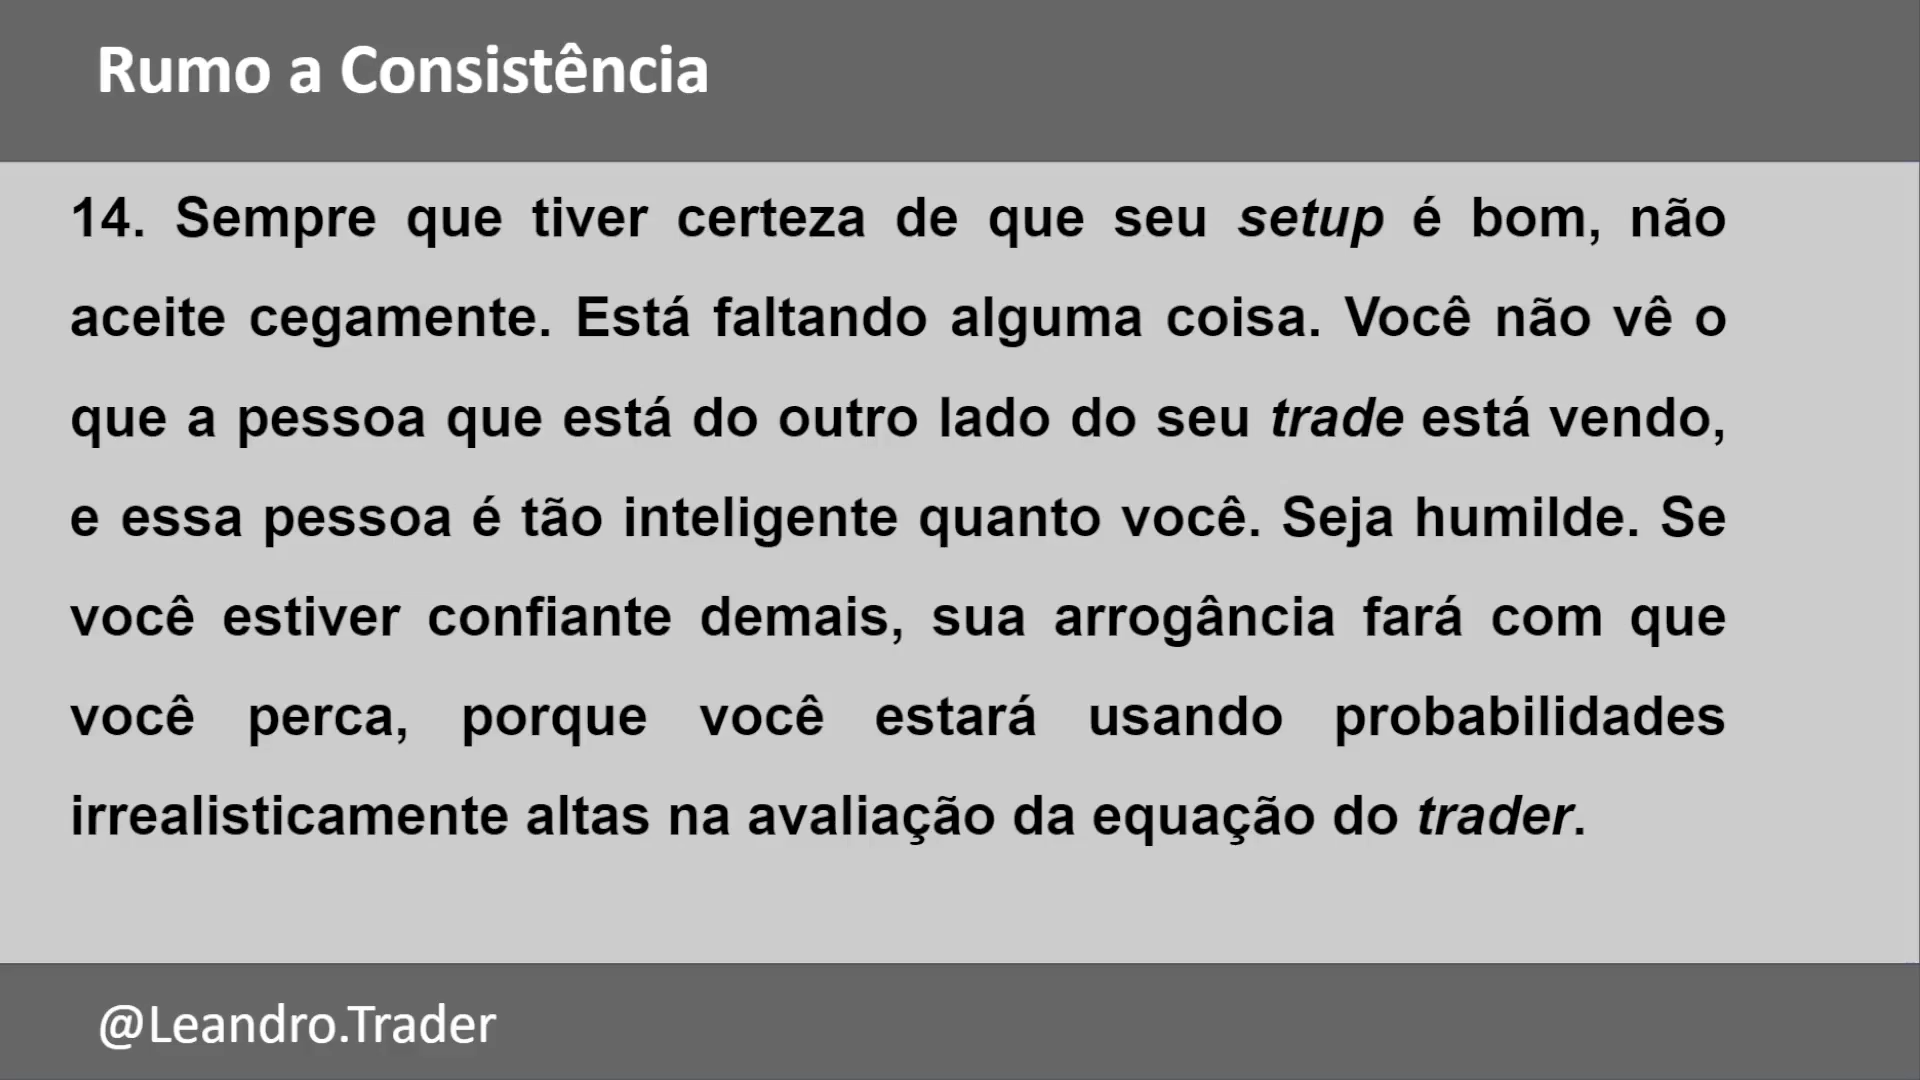 Rumo a Consistência
14. Sempre que tiver certeza de que seu setup é bom, não
aceite cegamente. Está faltando alguma coisa. Você não vê o
que a pessoa que está do outro lado do seu trade está vendo,
e essa pessoa é tão inteligente quanto você. Seja humilde. Se
você estiver confiante demais, sua arrogância fará com que
você perca, porque você estará usando probabilidades
irrealisticamente altas na avaliação da equação do trader.
@Leandro.Trader